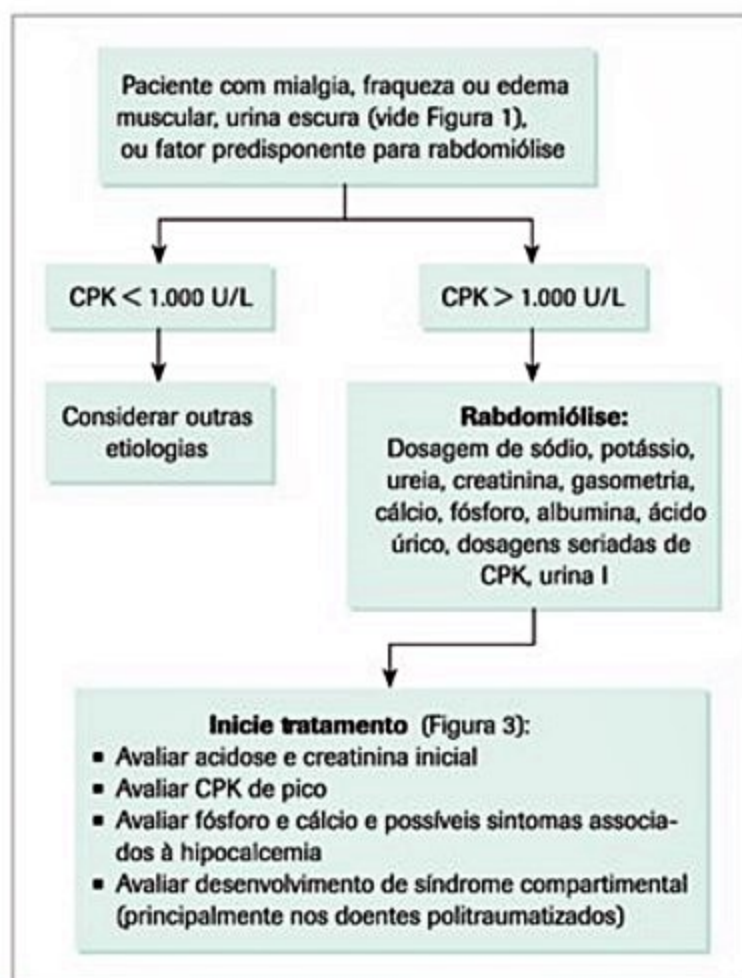 Paciente com mialgia, fraqueza ou edema
muscular, urina escura (vide Figura 1),
ou fator predisponente para rabdomiólise
CPK < 1.000 U/L
CPK > 1.000 U/L
Considerar outras
etiologias
Rabdomiólise:
Dosagem de sódio, potássio,
ureia, creatinina, gasometria,
cálcio, fósforo, albumina, ácido
úrico, dosagens seriadas de
CPK, urina I
Inicie tratamento (Figura 3):
▪ Avaliar acidose e creatinina inicial
▪ Avaliar CPK de pico
▪ Avaliar fósforo e cálcio e possíveis sintomas associa-
dos à hipocalcemia
▪ Avaliar desenvolvimento de síndrome compartimental
(principalmente nos doentes politraumatizados)